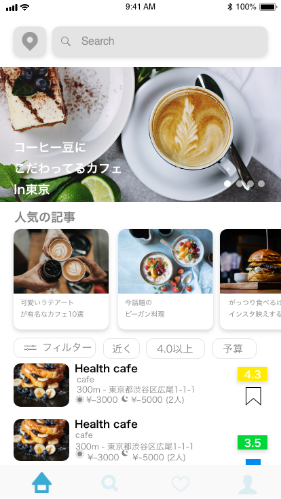 9:41 AM
100%
Search
コーヒー豆に
こだわってるカフェ
In東京
人気の記事
可愛いラテアート
が有名なカフェ10選
今話題の
ビーガン料理
がっつり食べるけ
インスタ映えする
フィルター
近く
4.0以上
予算
Health cafe
cafe
4.3
300m - 東京都渋谷区広尾1-1-1
¥~3000 ¥~5000 (2人)
Health cafe
cafe
3.5
300m - 東京都渋谷区広尾1-1-1
¥~3000 ¥~5000 (2人)